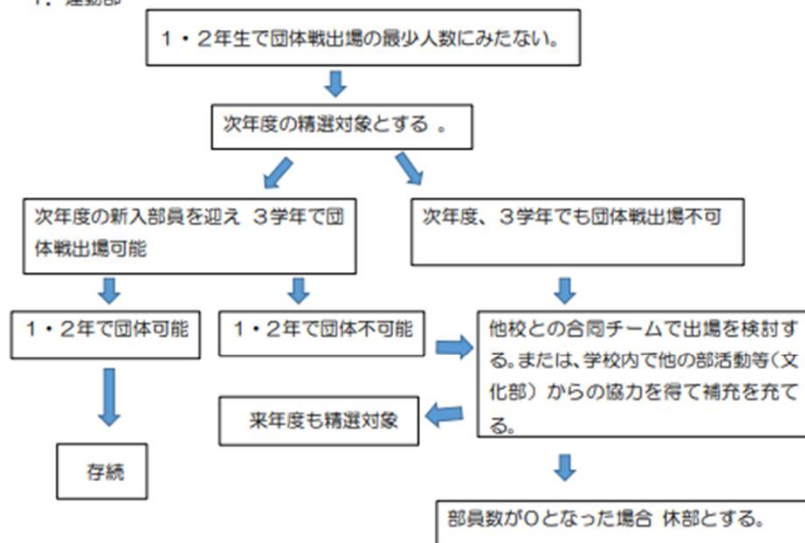 1．運動部
１・２年生で団体戦出場の最少人数にみたない。
次年度の精選対象とする 。
次年度の新入部員を迎え ３学年で団
体戦出場可能
次年度、３学年でも団体戦出場不可
１・２年で団体可能
１・２年で団体不可能
他校との合同チームで出場を検討す
る。または、学校内で他の部活動等（文
化部）からの協力を得て補充を充て
る。
来年度も精選対象
存続
部員数が０となった場合 休部とする。